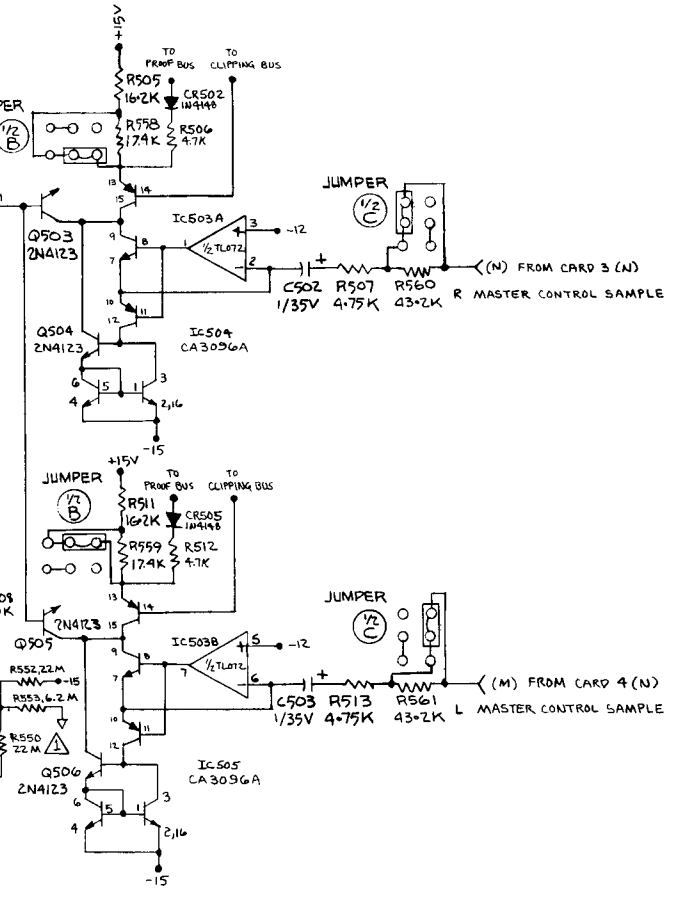 +15V
TO
PROOF BUS
TO
CLIPPING BUS
R505
16.2K
CR502
1N4148
PER
1/2
B
R558
17.4K
R506
4.7K
13
14
15
JUMPER
1/2
C
IC503A
9
8
1
1/2 TL072
+
3
-12
-
2
7
Q503
2N4123
+
C502
1/35V
R507
4.75K
R560
43.2K
(N) FROM CARD 3 (N)
R MASTER CONTROL SAMPLE
10
11
12
Q504
2N4123
IC504
CA3096A
6
5
1
3
4
2,16
-15
+15V
JUMPER
1/2
B
TO
PROOF BUS
TO
CLIPPING BUS
R511
16.2K
CR505
1N4148
R559
17.4K
R512
4.7K
13
14
15
JUMPER
1/2
C
08
K
2N4123
Q505
IC503B
9
8
7
1/2 TL072
+
5
-12
-
6
7
R552,22M
-15
R553,6.2M
R550
22M
1
+
C503
1/35V
R513
4.75K
R561
43.2K
(M) FROM CARD 4 (N)
L MASTER CONTROL SAMPLE
10
11
12
Q506
2N4123
IC505
CA3096A
6
5
1
3
4
2,16
-15